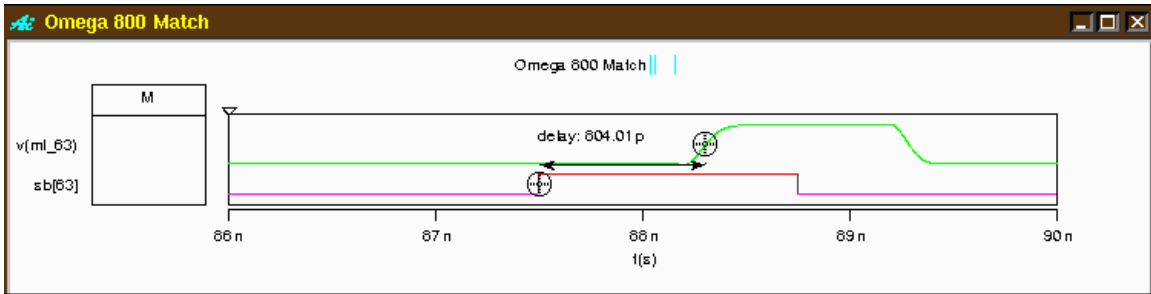 Omega 800 Match
Omega 800 Match
M
v(ml_63)
delay: 804.01p
sb[63]
86n 87n 88n 89n 90n
t(s)